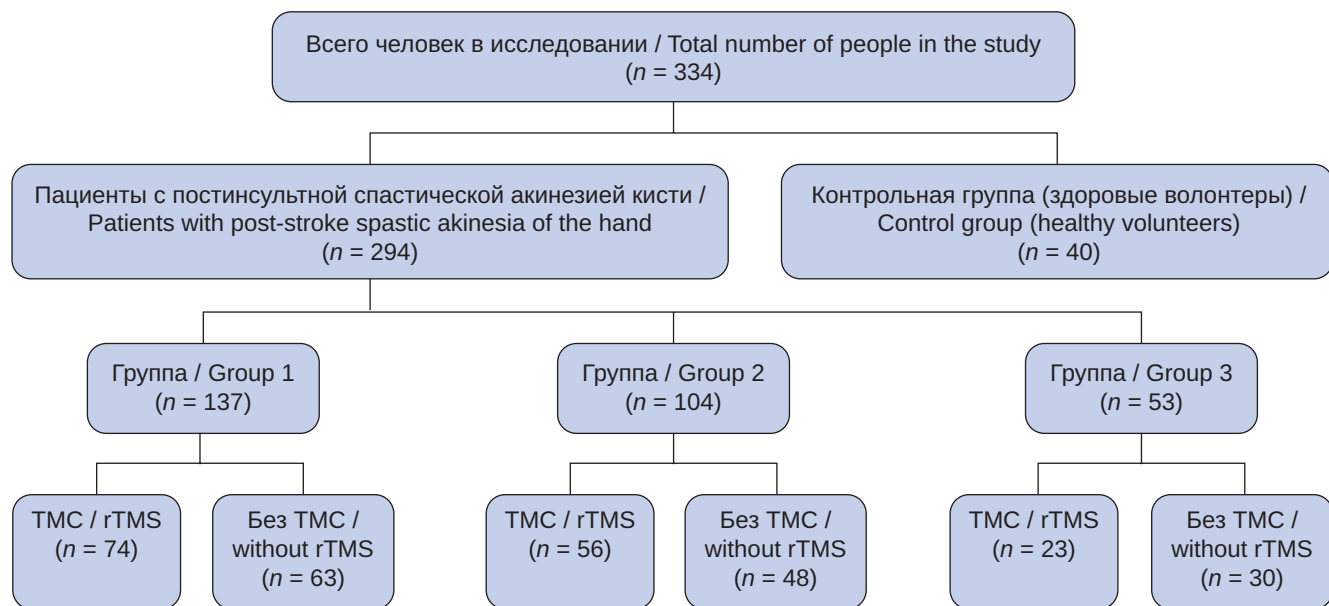 Всего человек в исследовании / Total number of people in the study
(n = 334)
Пациенты с постинсультной спастической акинезией кисти /
Patients with post-stroke spastic akinesia of the hand
(n = 294)
Контрольная группа (здоровые волонтеры) /
Control group (healthy volunteers)
(n = 40)
Группа / Group 1
(n = 137)
Группа / Group 2
(n = 104)
Группа / Group 3
(n = 53)
ТМС / rTMS
(n = 74)
Без ТМС /
without rTMS
(n = 63)
ТМС / rTMS
(n = 56)
Без ТМС /
without rTMS
(n = 48)
ТМС / rTMS
(n = 23)
Без ТМС /
without rTMS
(n = 30)